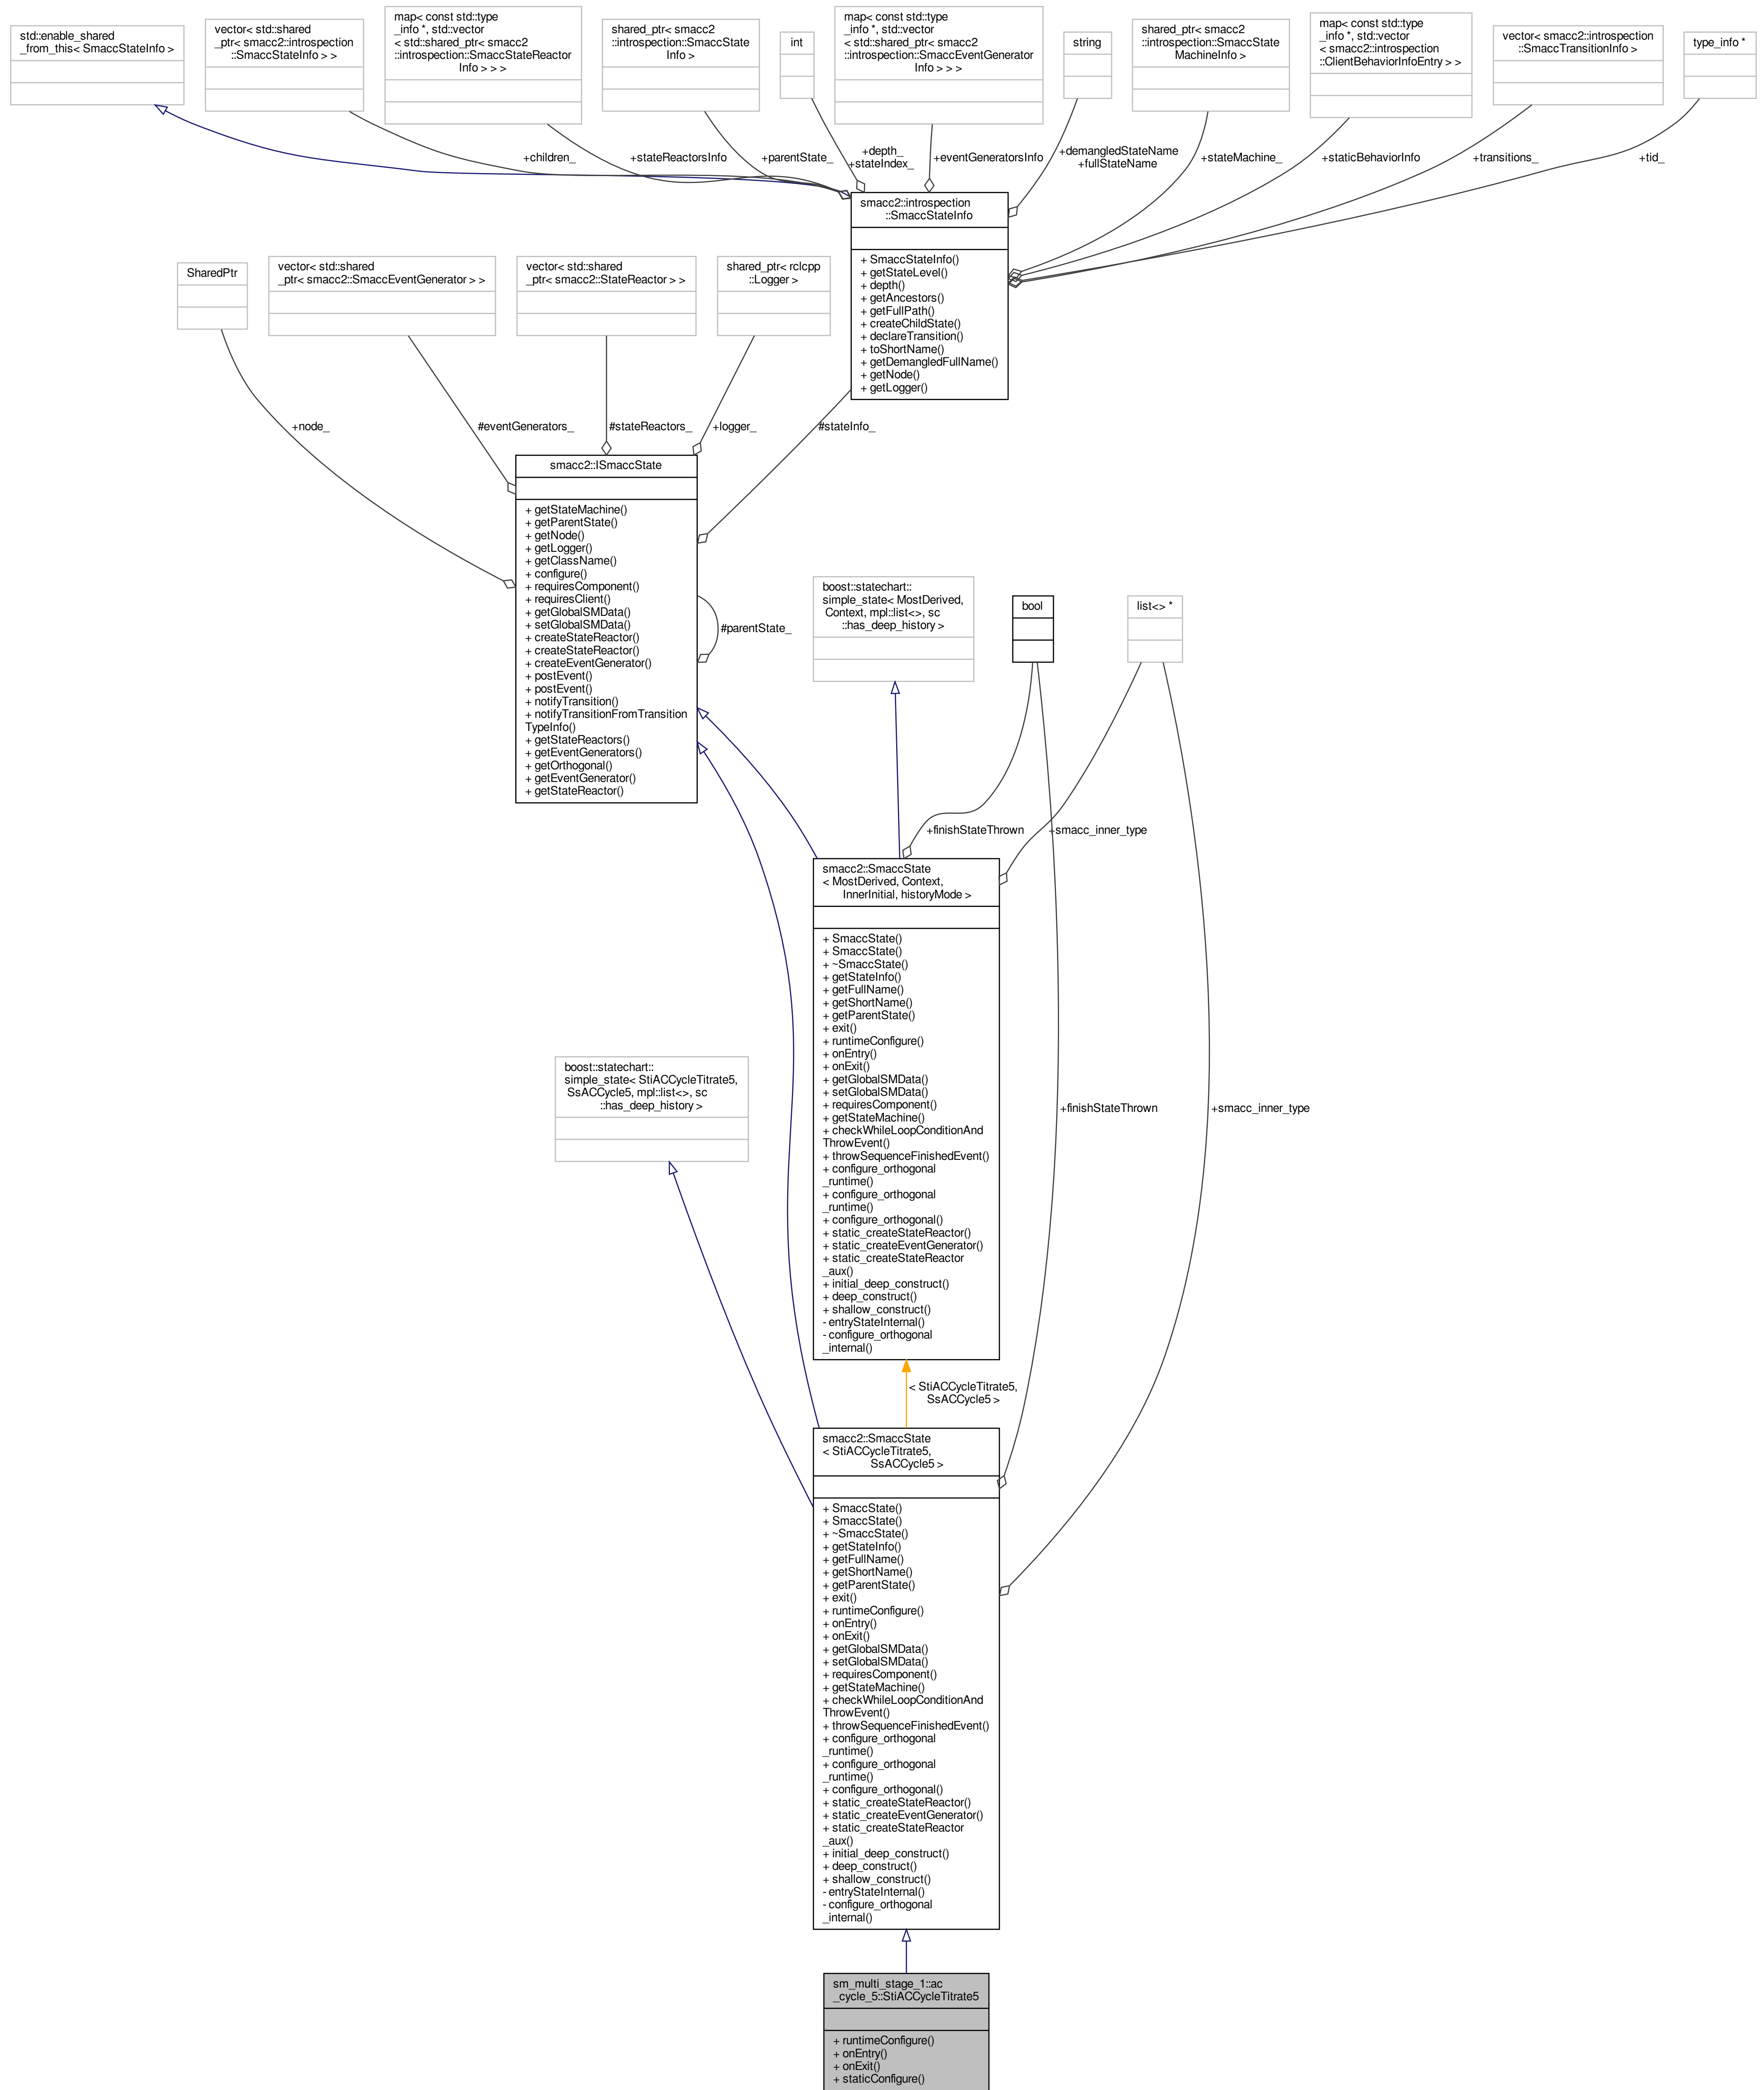 std::enable_shared
_from_this< SmaccStateInfo >
vector< std::shared
_ptr< smacc2::introspection
::SmaccStateInfo > >
map< const std::type
_info *, std::vector
< std::shared_ptr< smacc2
::introspection::SmaccStateReactor
Info > > >
shared_ptr< smacc2
::introspection::SmaccState
Info >
int
map< const std::type
_info *, std::vector
< std::shared_ptr< smacc2
::introspection::SmaccEventGenerator
Info > > >
string
shared_ptr< smacc2
::introspection::SmaccState
MachineInfo >
map< const std::type
_info *, std::vector
< smacc2::introspection
::ClientBehaviorInfoEntry > >
vector< smacc2::introspection
::SmaccTransitionInfo >
type_info *
+children_
+stateReactorsInfo
+parentState_
+depth_
+stateIndex_
+eventGeneratorsInfo
+demangledStateName
+fullStateName
+stateMachine_
+staticBehaviorInfo
+transitions_
+tid_
smacc2::introspection
::SmaccStateInfo
+ SmaccStateInfo()
+ getStateLevel()
+ depth()
+ getAncestors()
+ getFullPath()
+ createChildState()
+ declareTransition()
+ toShortName()
+ getDemangledFullName()
+ getNode()
+ getLogger()
SharedPtr
vector< std::shared
_ptr< smacc2::SmaccEventGenerator > >
vector< std::shared
_ptr< smacc2::StateReactor > >
shared_ptr< rclcpp
::Logger >
+node_
#eventGenerators_
#stateReactors_
+logger_
#stateInfo_
smacc2::ISmaccState
+ getStateMachine()
+ getParentState()
+ getNode()
+ getLogger()
+ getClassName()
+ configure()
+ requiresComponent()
+ requiresClient()
+ getGlobalSMData()
+ setGlobalSMData()
+ createStateReactor()
+ createStateReactor()
+ createEventGenerator()
+ postEvent()
+ postEvent()
+ notifyTransition()
+ notifyTransitionFromTransition
TypeInfo()
+ getStateReactors()
+ getEventGenerators()
+ getOrthogonal()
+ getEventGenerator()
+ getStateReactor()
#parentState_
boost::statechart::
simple_state< MostDerived,
Context, mpl::list<>, sc
::has_deep_history >
bool
list<> *
+finishStateThrown
+smacc_inner_type
smacc2::SmaccState
< MostDerived, Context,
InnerInitial, historyMode >
+ SmaccState()
+ SmaccState()
+ ~SmaccState()
+ getStateInfo()
+ getFullName()
+ getShortName()
+ getParentState()
+ exit()
+ runtimeConfigure()
+ onEntry()
+ onExit()
+ getGlobalSMData()
+ setGlobalSMData()
+ requiresComponent()
+ getStateMachine()
+ checkWhileLoopConditionAnd
ThrowEvent()
+ throwSequenceFinishedEvent()
+ configure_orthogonal
_runtime()
+ configure_orthogonal
_runtime()
+ configure_orthogonal()
+ static_createStateReactor()
+ static_createEventGenerator()
+ static_createStateReactor
_aux()
+ initial_deep_construct()
+ deep_construct()
+ shallow_construct()
- entryStateInternal()
- configure_orthogonal
_internal()
boost::statechart::
simple_state< StiACCycleTitrate5,
SsACCycle5, mpl::list<>, sc
::has_deep_history >
+finishStateThrown
+smacc_inner_type
< StiACCycleTitrate5,
SsACCycle5 >
smacc2::SmaccState
< StiACCycleTitrate5,
SsACCycle5 >
+ SmaccState()
+ SmaccState()
+ ~SmaccState()
+ getStateInfo()
+ getFullName()
+ getShortName()
+ getParentState()
+ exit()
+ runtimeConfigure()
+ onEntry()
+ onExit()
+ getGlobalSMData()
+ setGlobalSMData()
+ requiresComponent()
+ getStateMachine()
+ checkWhileLoopConditionAnd
ThrowEvent()
+ throwSequenceFinishedEvent()
+ configure_orthogonal
_runtime()
+ configure_orthogonal
_runtime()
+ configure_orthogonal()
+ static_createStateReactor()
+ static_createEventGenerator()
+ static_createStateReactor
_aux()
+ initial_deep_construct()
+ deep_construct()
+ shallow_construct()
- entryStateInternal()
- configure_orthogonal
_internal()
sm_multi_stage_1::ac
_cycle_5::StiACCycleTitrate5
+ runtimeConfigure()
+ onEntry()
+ onExit()
+ staticConfigure()